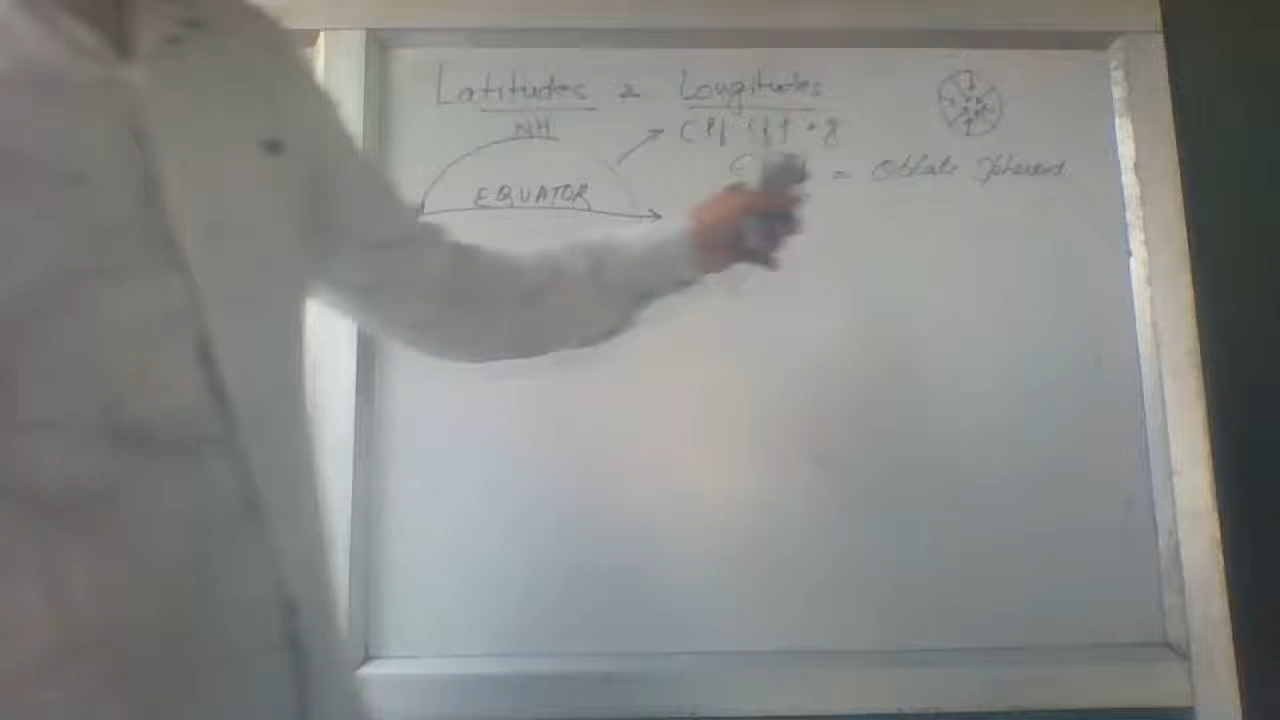 Latitudes & Longitudes
NH
EQUATOR
= Oblate Spheroid